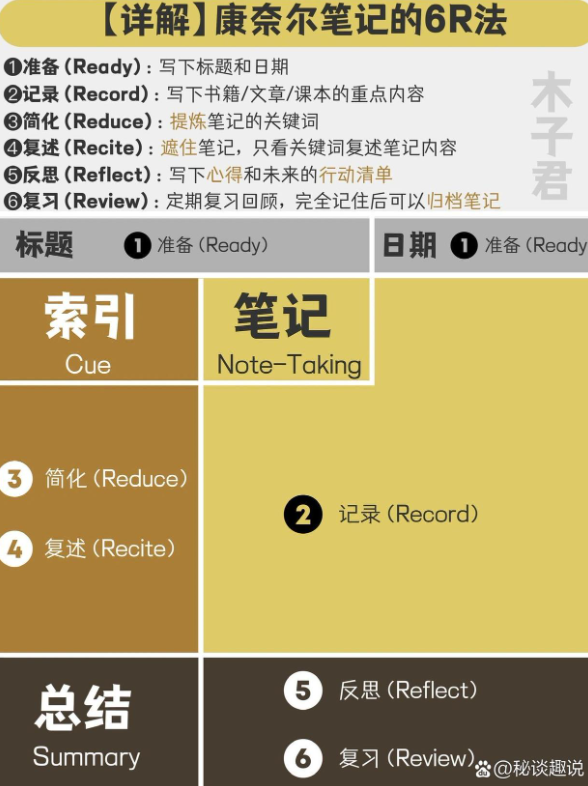 【详解】康奈尔笔记的6R法
❶准备(Ready)：写下标题和日期
❷记录(Record)：写下书籍/文章/课本的重点内容
❸简化(Reduce)：提炼笔记的关键词
❹复述(Recite)：遮住笔记，只看关键词复述笔记内容
❺反思(Reflect)：写下心得和未来的行动清单
❻复习(Review)：定期复习回顾，完全记住后可以归档笔记
木子君
标题 ❶ 准备(Ready)
日期 ❶ 准备(Ready
索引
Cue
笔记
Note-Taking
3 简化(Reduce)
4 复述(Recite)
❷ 记录(Record)
总结
Summary
5 反思(Reflect)
6 复习(Review)
du @秘谈趣说